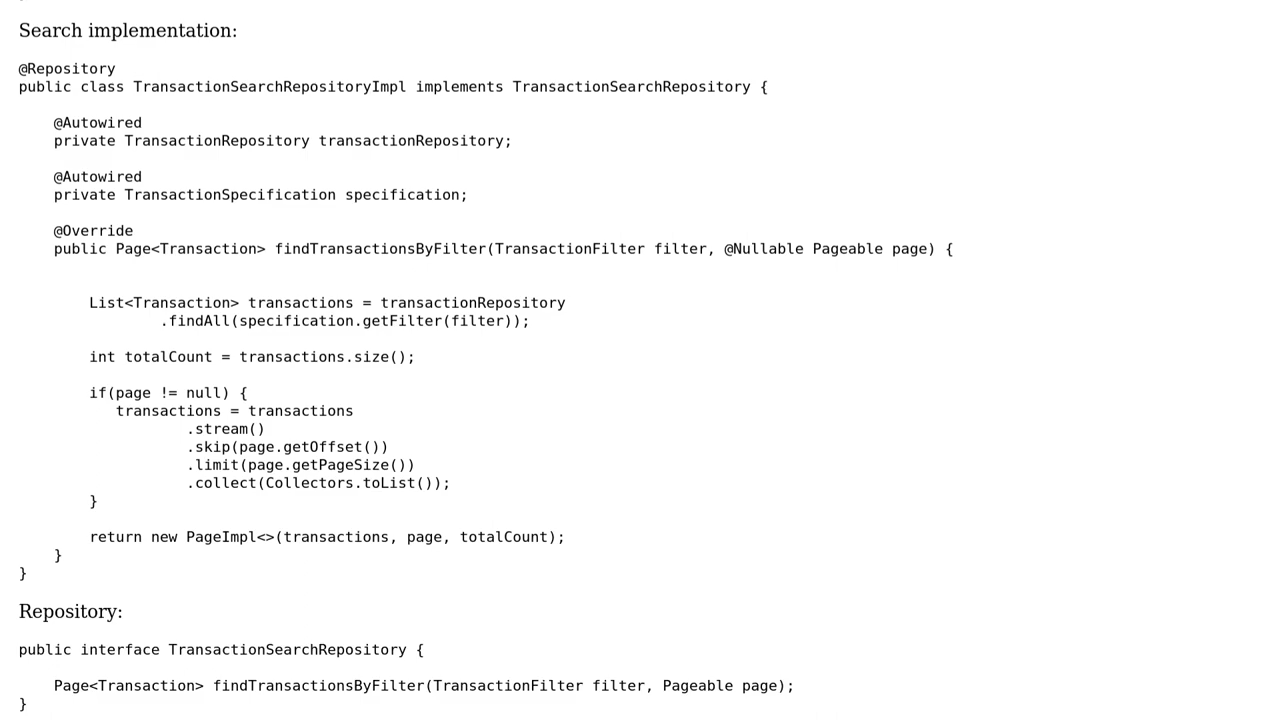 Search implementation:
@Repository
public class TransactionSearchRepositoryImpl implements TransactionSearchRepository {
@Autowired
private TransactionRepository transactionRepository;
@Autowired
private TransactionSpecification specification;
@Override
public Page<Transaction> findTransactionsByFilter(TransactionFilter filter, @Nullable Pageable page) {
List<Transaction> transactions = transactionRepository
.findAll(specification.getFilter(filter));
int totalCount = transactions.size();
if(page != null) {
transactions = transactions
.stream()
.skip(page.getOffset())
.limit(page.getPageSize())
.collect(Collectors.toList());
}
return new PageImpl<>(transactions, page, totalCount);
}
}
Repository:
public interface TransactionSearchRepository {
Page<Transaction> findTransactionsByFilter(TransactionFilter filter, Pageable page);
}